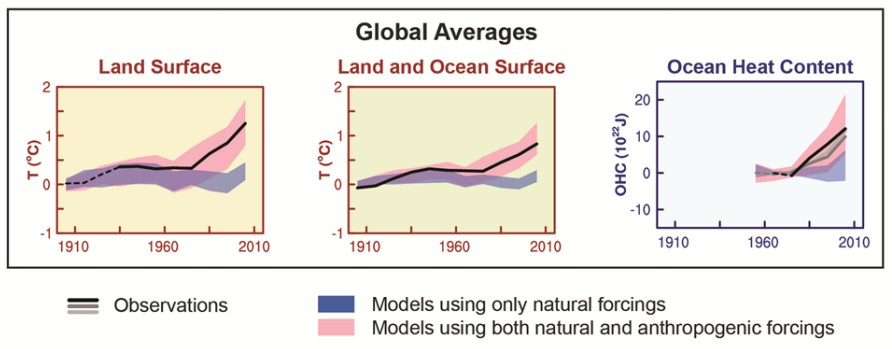 Global Averages
Land Surface
Land and Ocean Surface
Ocean Heat Content
T (°C)
2
1
0
-1
1910
1960
2010
T (°C)
2
1
0
-1
1910
1960
2010
OHC (10²²J)
20
10
0
-10
1910
1960
2010
Observations
Models using only natural forcings
Models using both natural and anthropogenic forcings